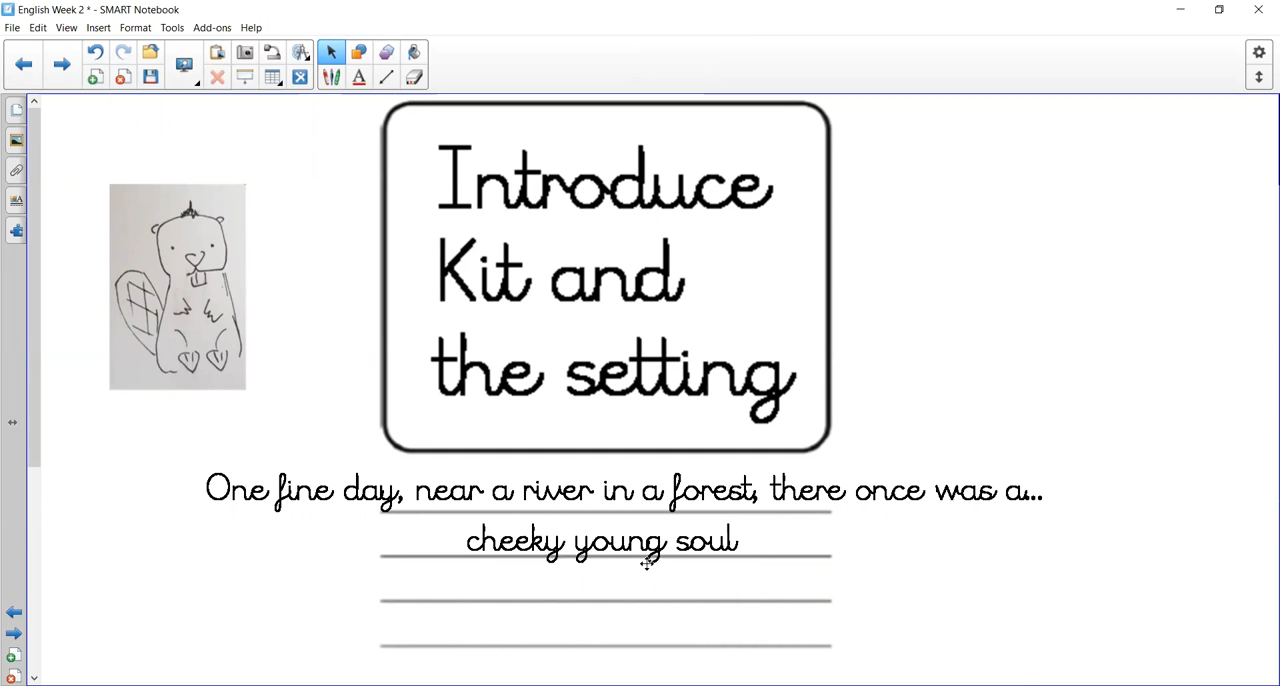 English Week 2 * - SMART Notebook
File Edit View Insert Format Tools Add-ons Help
Introduce
Kit and
the setting
One fine day, near a river in a forest, there once was a...
cheeky young soul